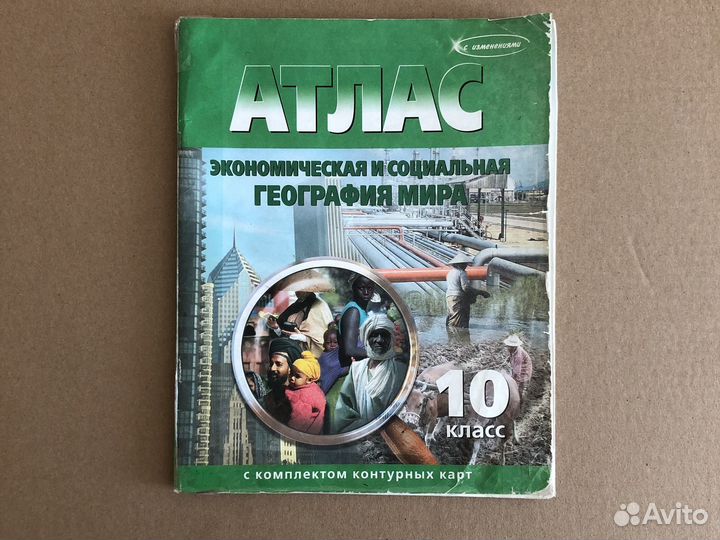 с изменениями
АТЛАС
ЭКОНОМИЧЕСКАЯ И СОЦИАЛЬНАЯ
ГЕОГРАФИЯ МИРА
10
класс
с комплектом контурных карт
Avito